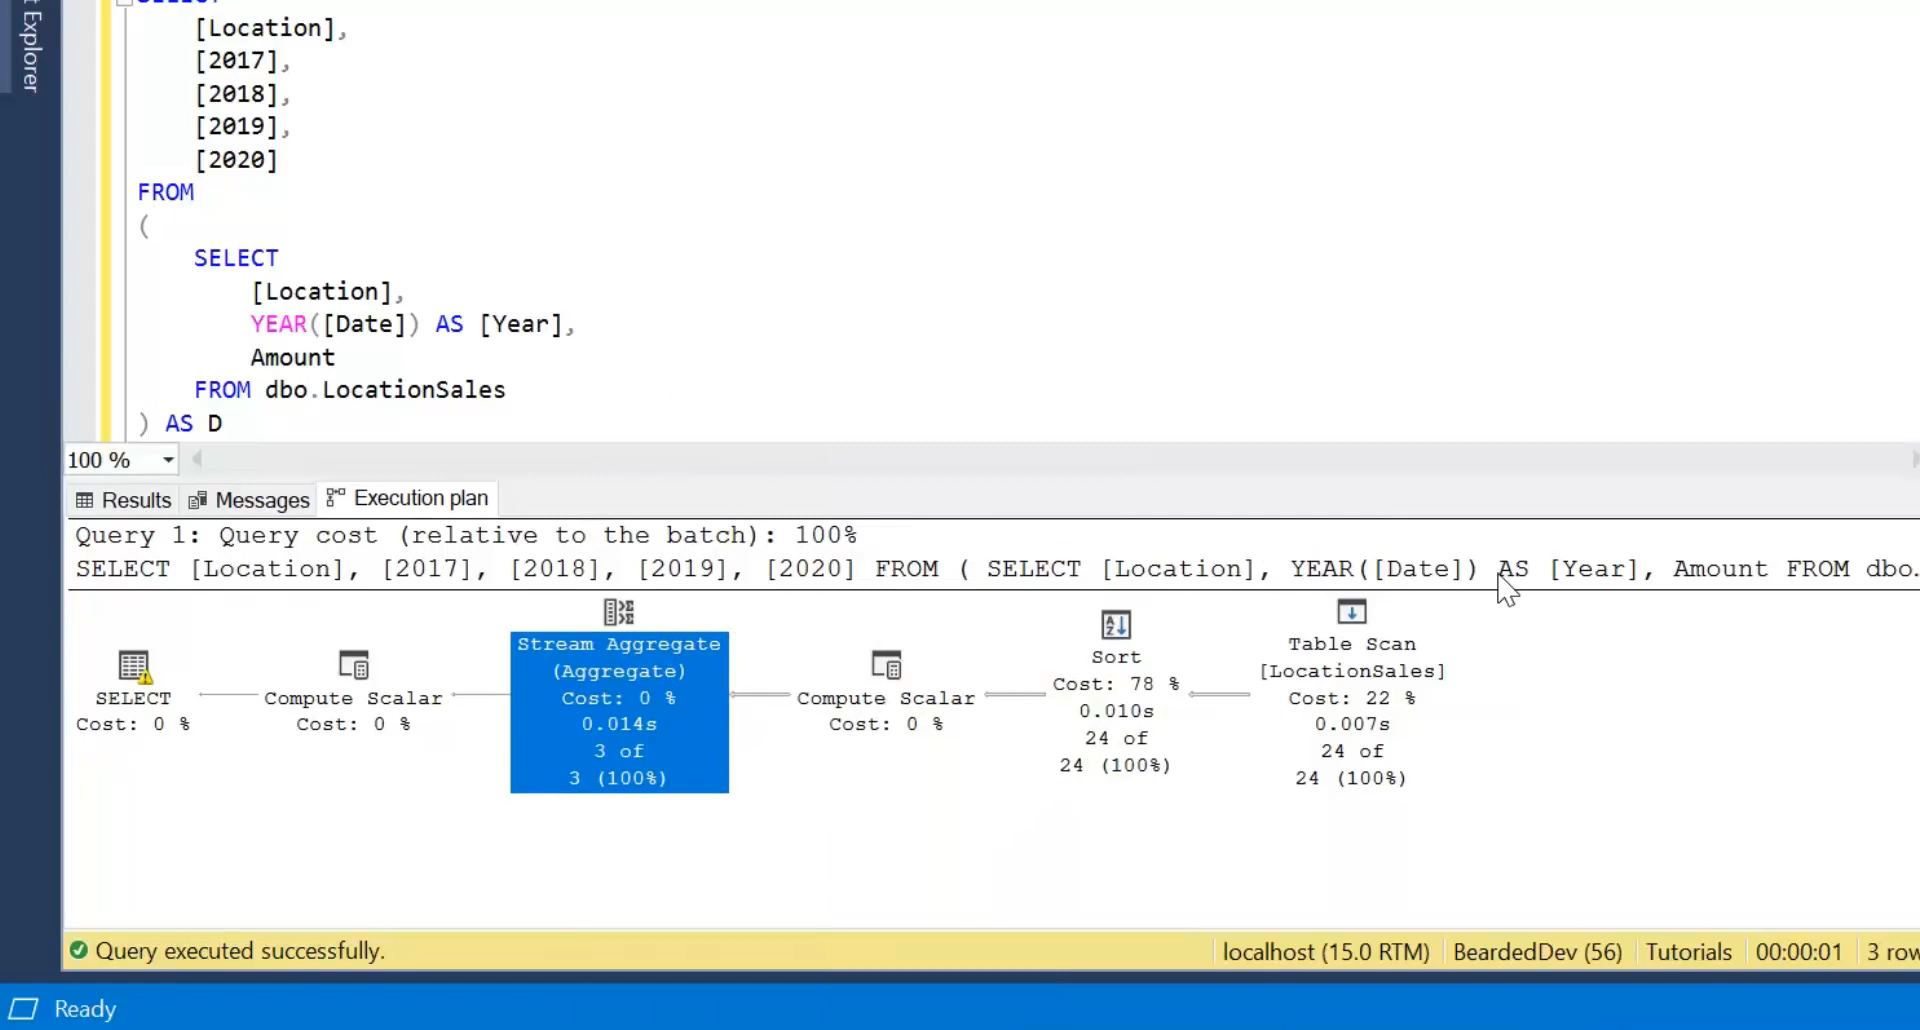 t Explorer
SELECT
[Location],
[2017],
[2018],
[2019],
[2020]
FROM
(
SELECT
[Location],
YEAR([Date]) AS [Year],
Amount
FROM dbo.LocationSales
) AS D
100 %
Results Messages Execution plan
Query 1: Query cost (relative to the batch): 100%
SELECT [Location], [2017], [2018], [2019], [2020] FROM ( SELECT [Location], YEAR([Date]) AS [Year], Amount FROM dbo.
SELECT
Cost: 0 %
Compute Scalar
Cost: 0 %
Stream Aggregate
(Aggregate)
Cost: 0 %
0.014s
3 of
3 (100%)
Compute Scalar
Cost: 0 %
Sort
Cost: 78 %
0.010s
24 of
24 (100%)
Table Scan
[LocationSales]
Cost: 22 %
0.007s
24 of
24 (100%)
Query executed successfully.
localhost (15.0 RTM) BeardedDev (56) Tutorials 00:00:01 3 row
Ready